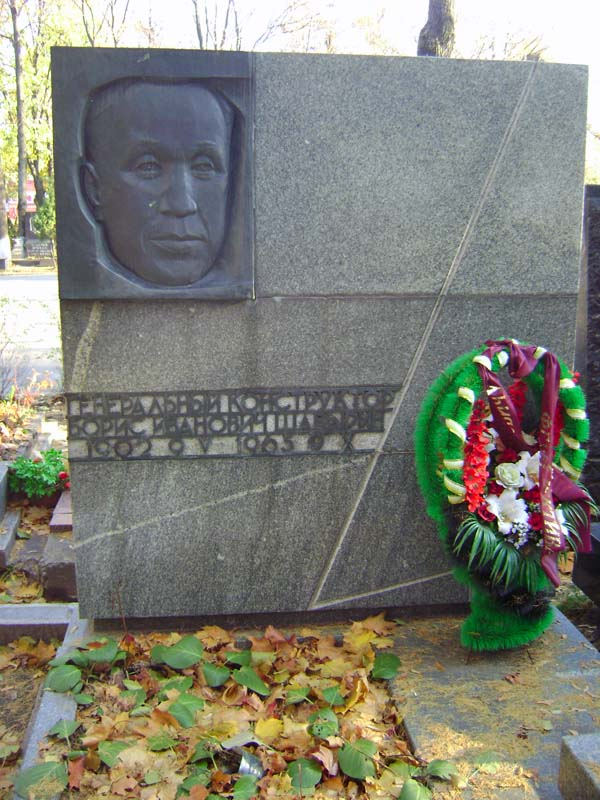 ГЕНЕРАЛЬНЫЙ КОНСТРУКТОР
БОРИС ИВАНОВИЧ ШАВЫРИН
1902 9 V 1965 9 X